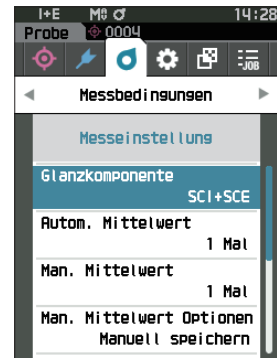 I+E M⁰ ♂ 14:28
Probe 0004
-JOB
Messbedingungen
Messeinstellung
Glanzkomponente
SCI+SCE
Autom. Mittelwert
1 Mal
Man. Mittelwert
1 Mal
Man. Mittelwert Optionen
Manuell speichern